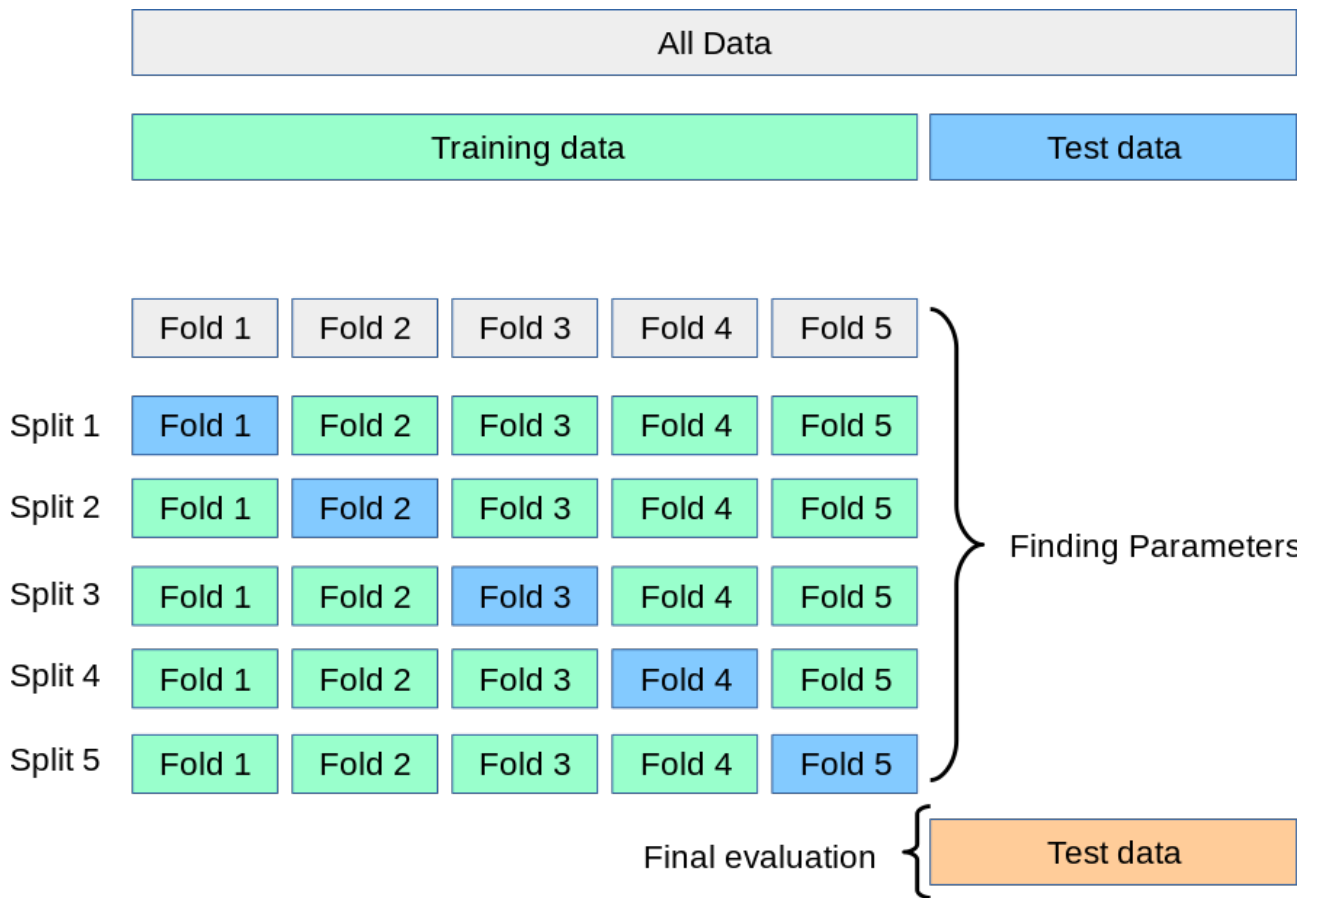 All Data
Training data
Test data
Fold 1
Fold 2
Fold 3
Fold 4
Fold 5
Split 1
Fold 1
Fold 2
Fold 3
Fold 4
Fold 5
Split 2
Fold 1
Fold 2
Fold 3
Fold 4
Fold 5
Finding Parameters
Split 3
Fold 1
Fold 2
Fold 3
Fold 4
Fold 5
Split 4
Fold 1
Fold 2
Fold 3
Fold 4
Fold 5
Split 5
Fold 1
Fold 2
Fold 3
Fold 4
Fold 5
Final evaluation
Test data